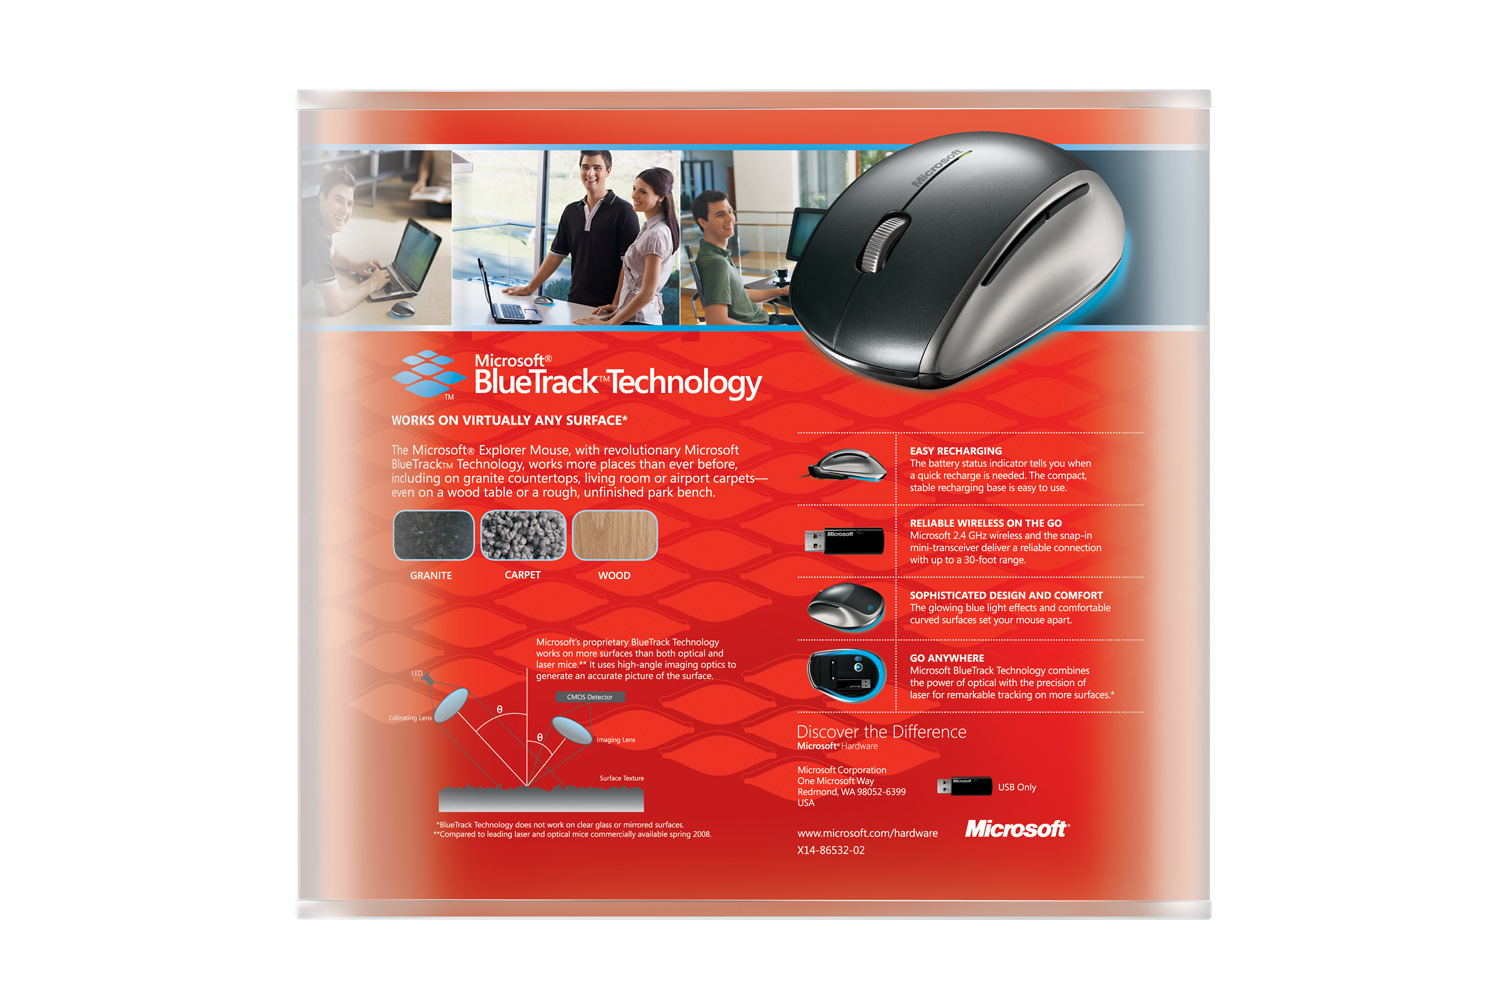 Microsoft
Microsoft®
BlueTrack™ Technology
TM
WORKS ON VIRTUALLY ANY SURFACE*
The Microsoft® Explorer Mouse, with revolutionary Microsoft
BlueTrack™ Technology, works more places than ever before,
including on granite countertops, living room or airport carpets—
even on a wood table or a rough, unfinished park bench.
GRANITE
CARPET
WOOD
Microsoft's proprietary BlueTrack Technology
works on more surfaces than both optical and
laser mice.** It uses high-angle imaging optics to
generate an accurate picture of the surface.
LED
CMOS Detector
θ
Collimating Lens
θ
Imaging Lens
Surface Texture
*BlueTrack Technology does not work on clear glass or mirrored surfaces.
**Compared to leading laser and optical mice commercially available spring 2008.
EASY RECHARGING
The battery status indicator tells you when
a quick recharge is needed. The compact,
stable recharging base is easy to use.
Microsoft
RELIABLE WIRELESS ON THE GO
Microsoft 2.4 GHz wireless and the snap-in
mini-transceiver deliver a reliable connection
with up to a 30-foot range.
SOPHISTICATED DESIGN AND COMFORT
The glowing blue light effects and comfortable
curved surfaces set your mouse apart.
GO ANYWHERE
Microsoft BlueTrack Technology combines
the power of optical with the precision of
laser for remarkable tracking on more surfaces.*
Discover the Difference
Microsoft® Hardware
Microsoft Corporation
One Microsoft Way
Redmond, WA 98052-6399
USA
Microsoft
USB Only
www.microsoft.com/hardware
Microsoft®
X14-86532-02